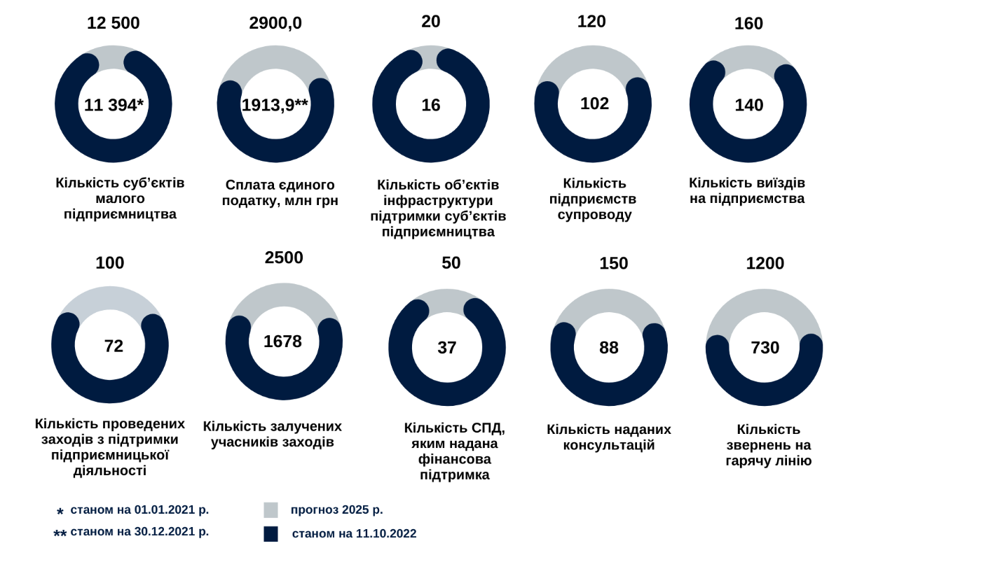 12 500
11 394*
Кількість суб’єктів
малого
підприємництва
2900,0
1913,9**
Сплата єдиного
податку, млн грн
20
16
Кількість об’єктів
інфраструктури
підтримки суб’єктів
підприємництва
120
102
Кількість
підприємств
супроводу
160
140
Кількість виїздів
на підприємства
100
72
Кількість проведених
заходів з підтримки
підприємницької
діяльності
2500
1678
Кількість залучених
учасників заходів
50
37
Кількість СПД,
яким надана
фінансова
підтримка
150
88
Кількість наданих
консультацій
1200
730
Кількість
звернень на
гарячу лінію
* станом на 01.01.2021 р.
** станом на 30.12.2021 р.
прогноз 2025 р.
станом на 11.10.2022